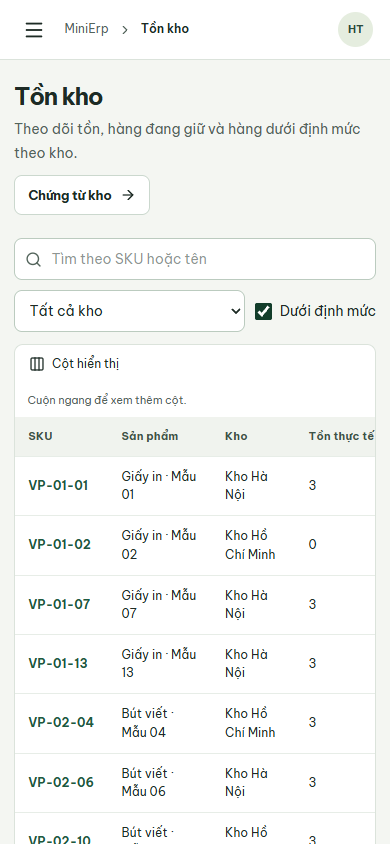 MiniErp > Tồn kho
HT
Tồn kho
Theo dõi tồn, hàng đang giữ và hàng dưới định mức
theo kho.
Chứng từ kho →
Tìm theo SKU hoặc tên
Tất cả kho
Dưới định mức
Cột hiển thị
Cuộn ngang để xem thêm cột.
SKU Sản phẩm Kho Tồn thực tế
VP-01-01 Giấy in · Mẫu 01 Kho Hà Nội 3
VP-01-02 Giấy in · Mẫu 02 Kho Hồ Chí Minh 0
VP-01-07 Giấy in · Mẫu 07 Kho Hà Nội 3
VP-01-13 Giấy in · Mẫu 13 Kho Hà Nội 3
VP-02-04 Bút viết · Mẫu 04 Kho Hồ Chí Minh 3
VP-02-06 Bút viết · Mẫu 06 Kho Hà Nội 3
VP-02-10 Bút viết · Kho Hồ 3